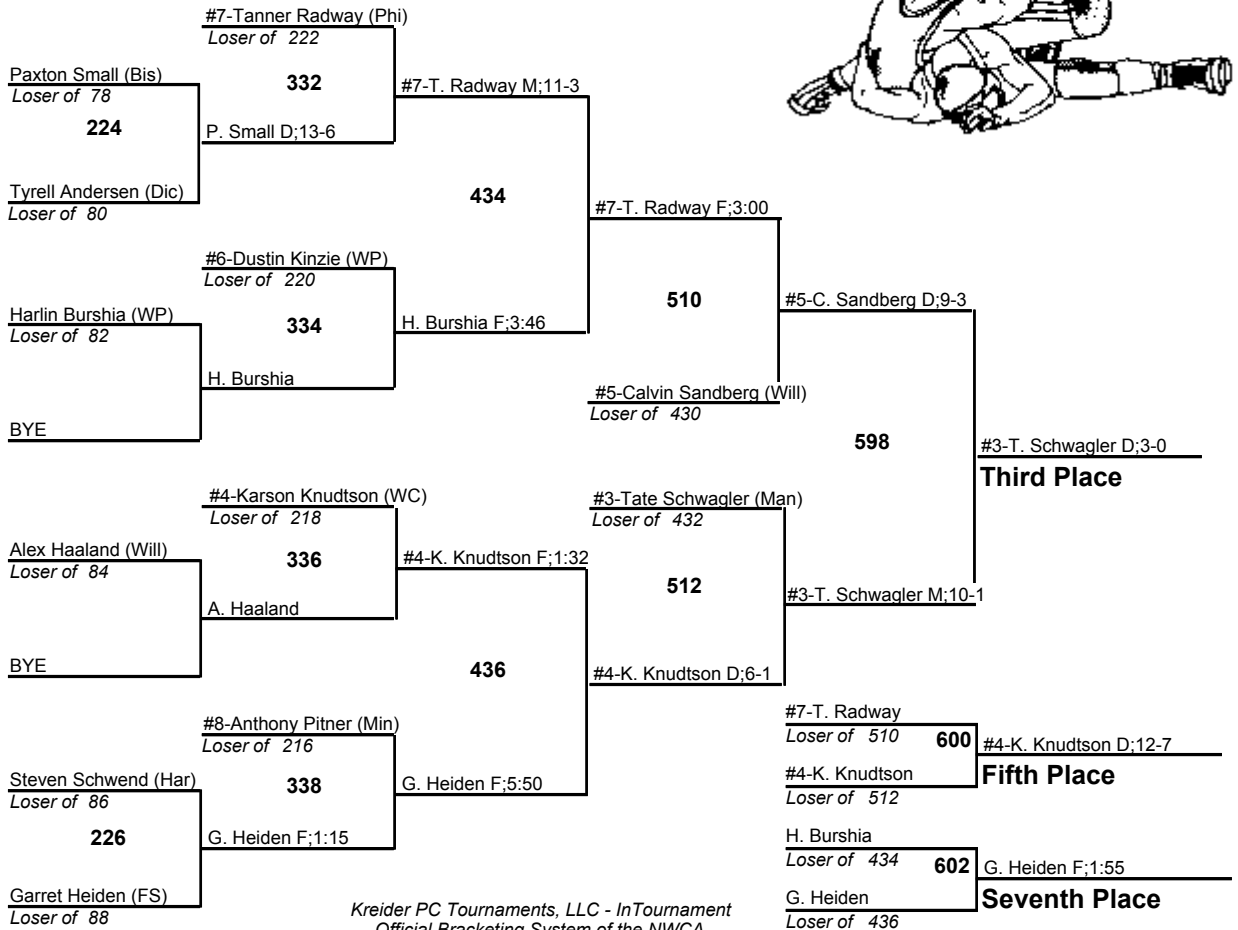 #7-Tanner Radway (Phi)
Loser of 222
Paxton Small (Bis)
Loser of 78
332
#7-T. Radway M;11-3
224
P. Small D;13-6
Tyrell Andersen (Dic)
Loser of 80
434
#7-T. Radway F;3:00
#6-Dustin Kinzie (WP)
Loser of 220
Harlin Burshia (WP)
Loser of 82
334
H. Burshia F;3:46
510
#5-C. Sandberg D;9-3
H. Burshia
#5-Calvin Sandberg (Will)
Loser of 430
BYE
598
#3-T. Schwagler D;3-0
Third Place
#4-Karson Knudtson (WC)
Loser of 218
#3-Tate Schwagler (Man)
Loser of 432
Alex Haaland (Will)
Loser of 84
336
#4-K. Knudtson F;1:32
512
A. Haaland
#3-T. Schwagler M;10-1
BYE
436
#4-K. Knudtson D;6-1
#8-Anthony Pitner (Min)
Loser of 216
#7-T. Radway
Loser of 510
600
#4-K. Knudtson D;12-7
Fifth Place
#4-K. Knudtson
Loser of 512
Steven Schwend (Har)
Loser of 86
338
G. Heiden F;5:50
226
G. Heiden F;1:15
H. Burshia
Loser of 434
602
G. Heiden F;1:55
Seventh Place
G. Heiden
Loser of 436
Garret Heiden (FS)
Loser of 88
Kreider PC Tournaments, LLC - InTournament
Official Bracketing System of the NWCA